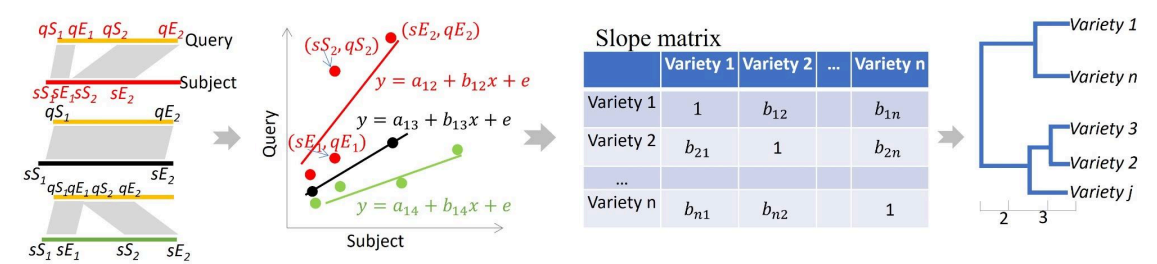 qS₁ qE₁ qS₂ qE₂
Query
Subject
sS₁ sE₁ sS₂ sE₂
qS₁ qE₂
sS₁ sE₂
qS₁ qE₁ qS₂ qE₂
sS₁ sE₁ sS₂ sE₂
Query
(sS₂, qS₂)
(sE₂, qE₂)
y = a₁₂ + b₁₂x + e
y = a₁₃ + b₁₃x + e
(sE₁, qE₁)
y = a₁₄ + b₁₄x + e
Subject
Slope matrix
Variety 1 Variety 2 ... Variety n
Variety 1 1 b₁₂ b₁ₙ
Variety 2 b₂₁ 1 b₂ₙ
...
Variety n bₙ₁ bₙ₂ 1
Variety 1
Variety n
Variety 3
Variety 2
Variety j
2 3